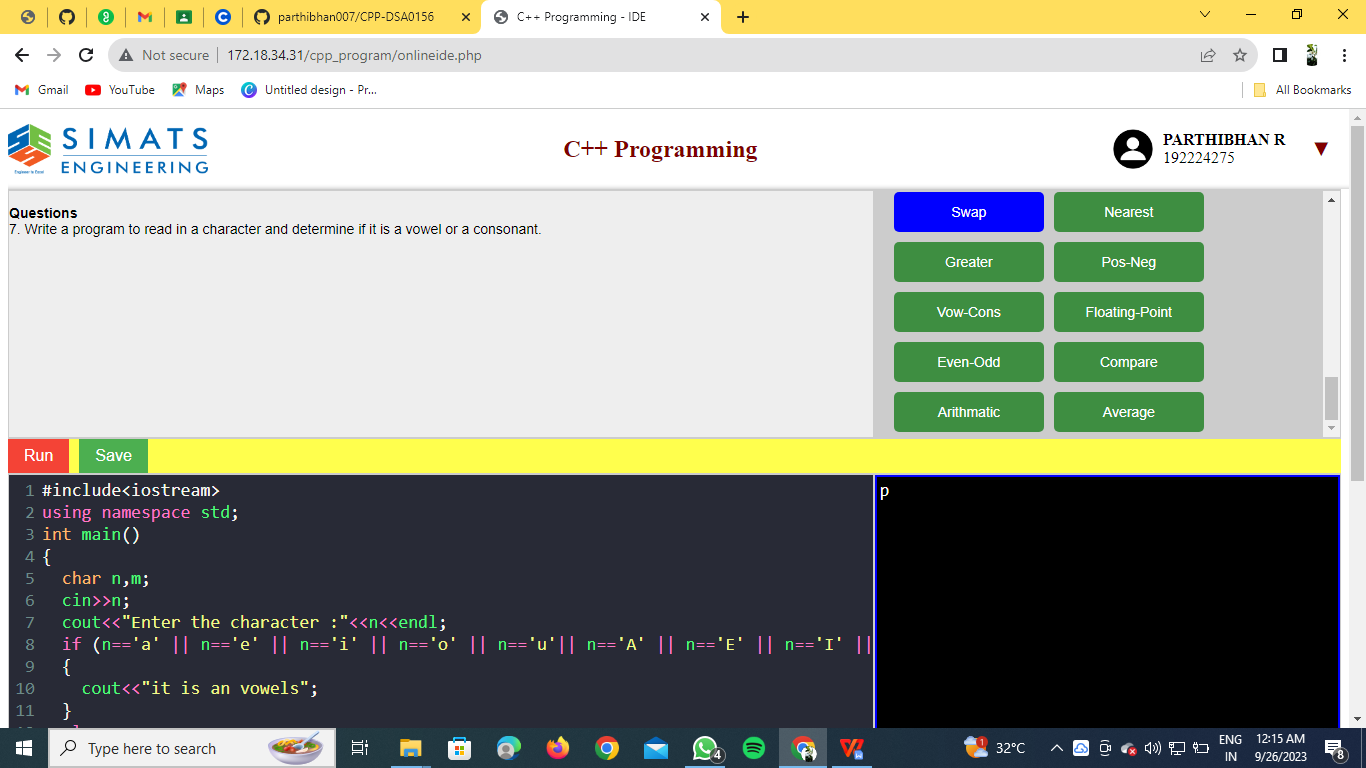 parthibhan007/CPP-DSA0156
C++ Programming - IDE
Not secure
172.18.34.31/cpp_program/onlineide.php
Gmail
YouTube
Maps
Untitled design - Pr...
All Bookmarks
SIMATS
ENGINEERING
C++ Programming
PARTHIBHAN R
192224275
Questions
7. Write a program to read in a character and determine if it is a vowel or a consonant.
Swap
Nearest
Greater
Pos-Neg
Vow-Cons
Floating-Point
Even-Odd
Compare
Arithmatic
Average
Run
Save
1 #include<iostream>
2 using namespace std;
3 int main()
4 {
5 char n,m;
6 cin>>n;
7 cout<<"Enter the character :"<<n<<endl;
8 if (n=='a' || n=='e' || n=='i' || n=='o' || n=='u'|| n=='A' || n=='E' || n=='I' ||
9 {
10 cout<<"it is an vowels";
11 }
p
Type here to search
4
1
32°C
ENG
IN
12:15 AM
9/26/2023
8